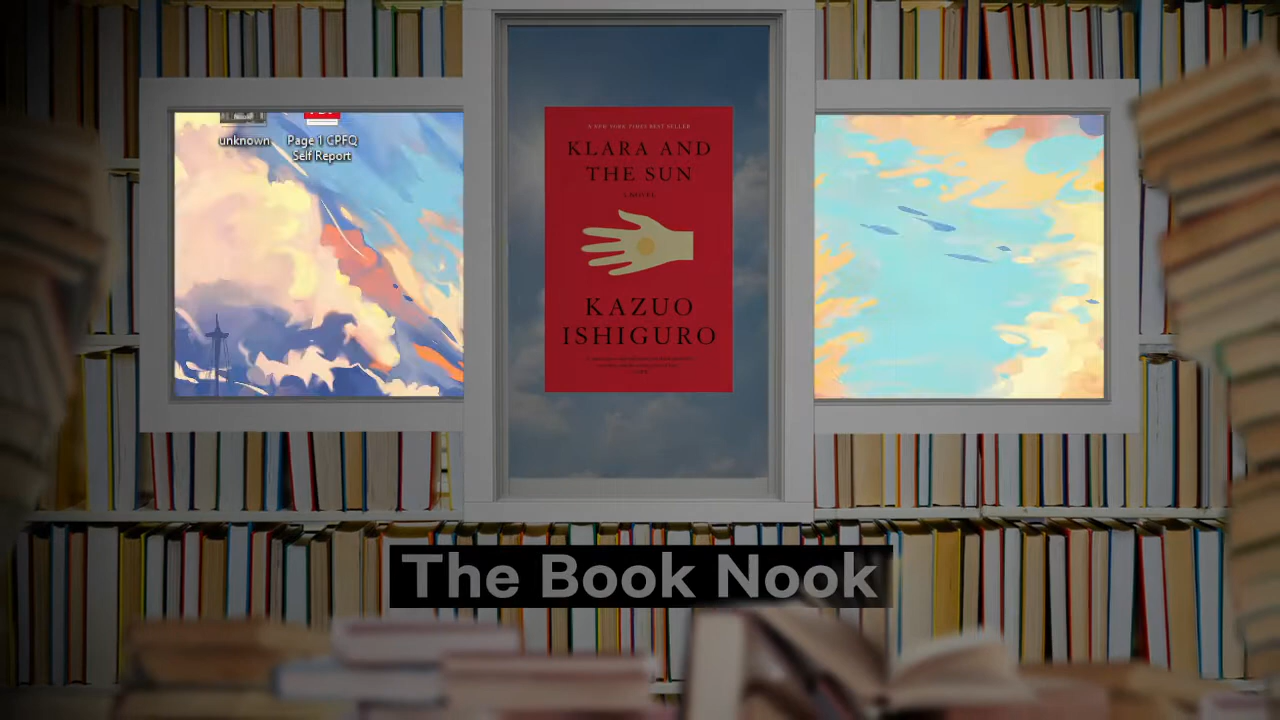 unknown
Page 1 CPFQ
Self Report
A NEW YORK TIMES BEST SELLER
KLARA AND
THE SUN
A NOVEL
KAZUO
ISHIGURO
The Book Nook